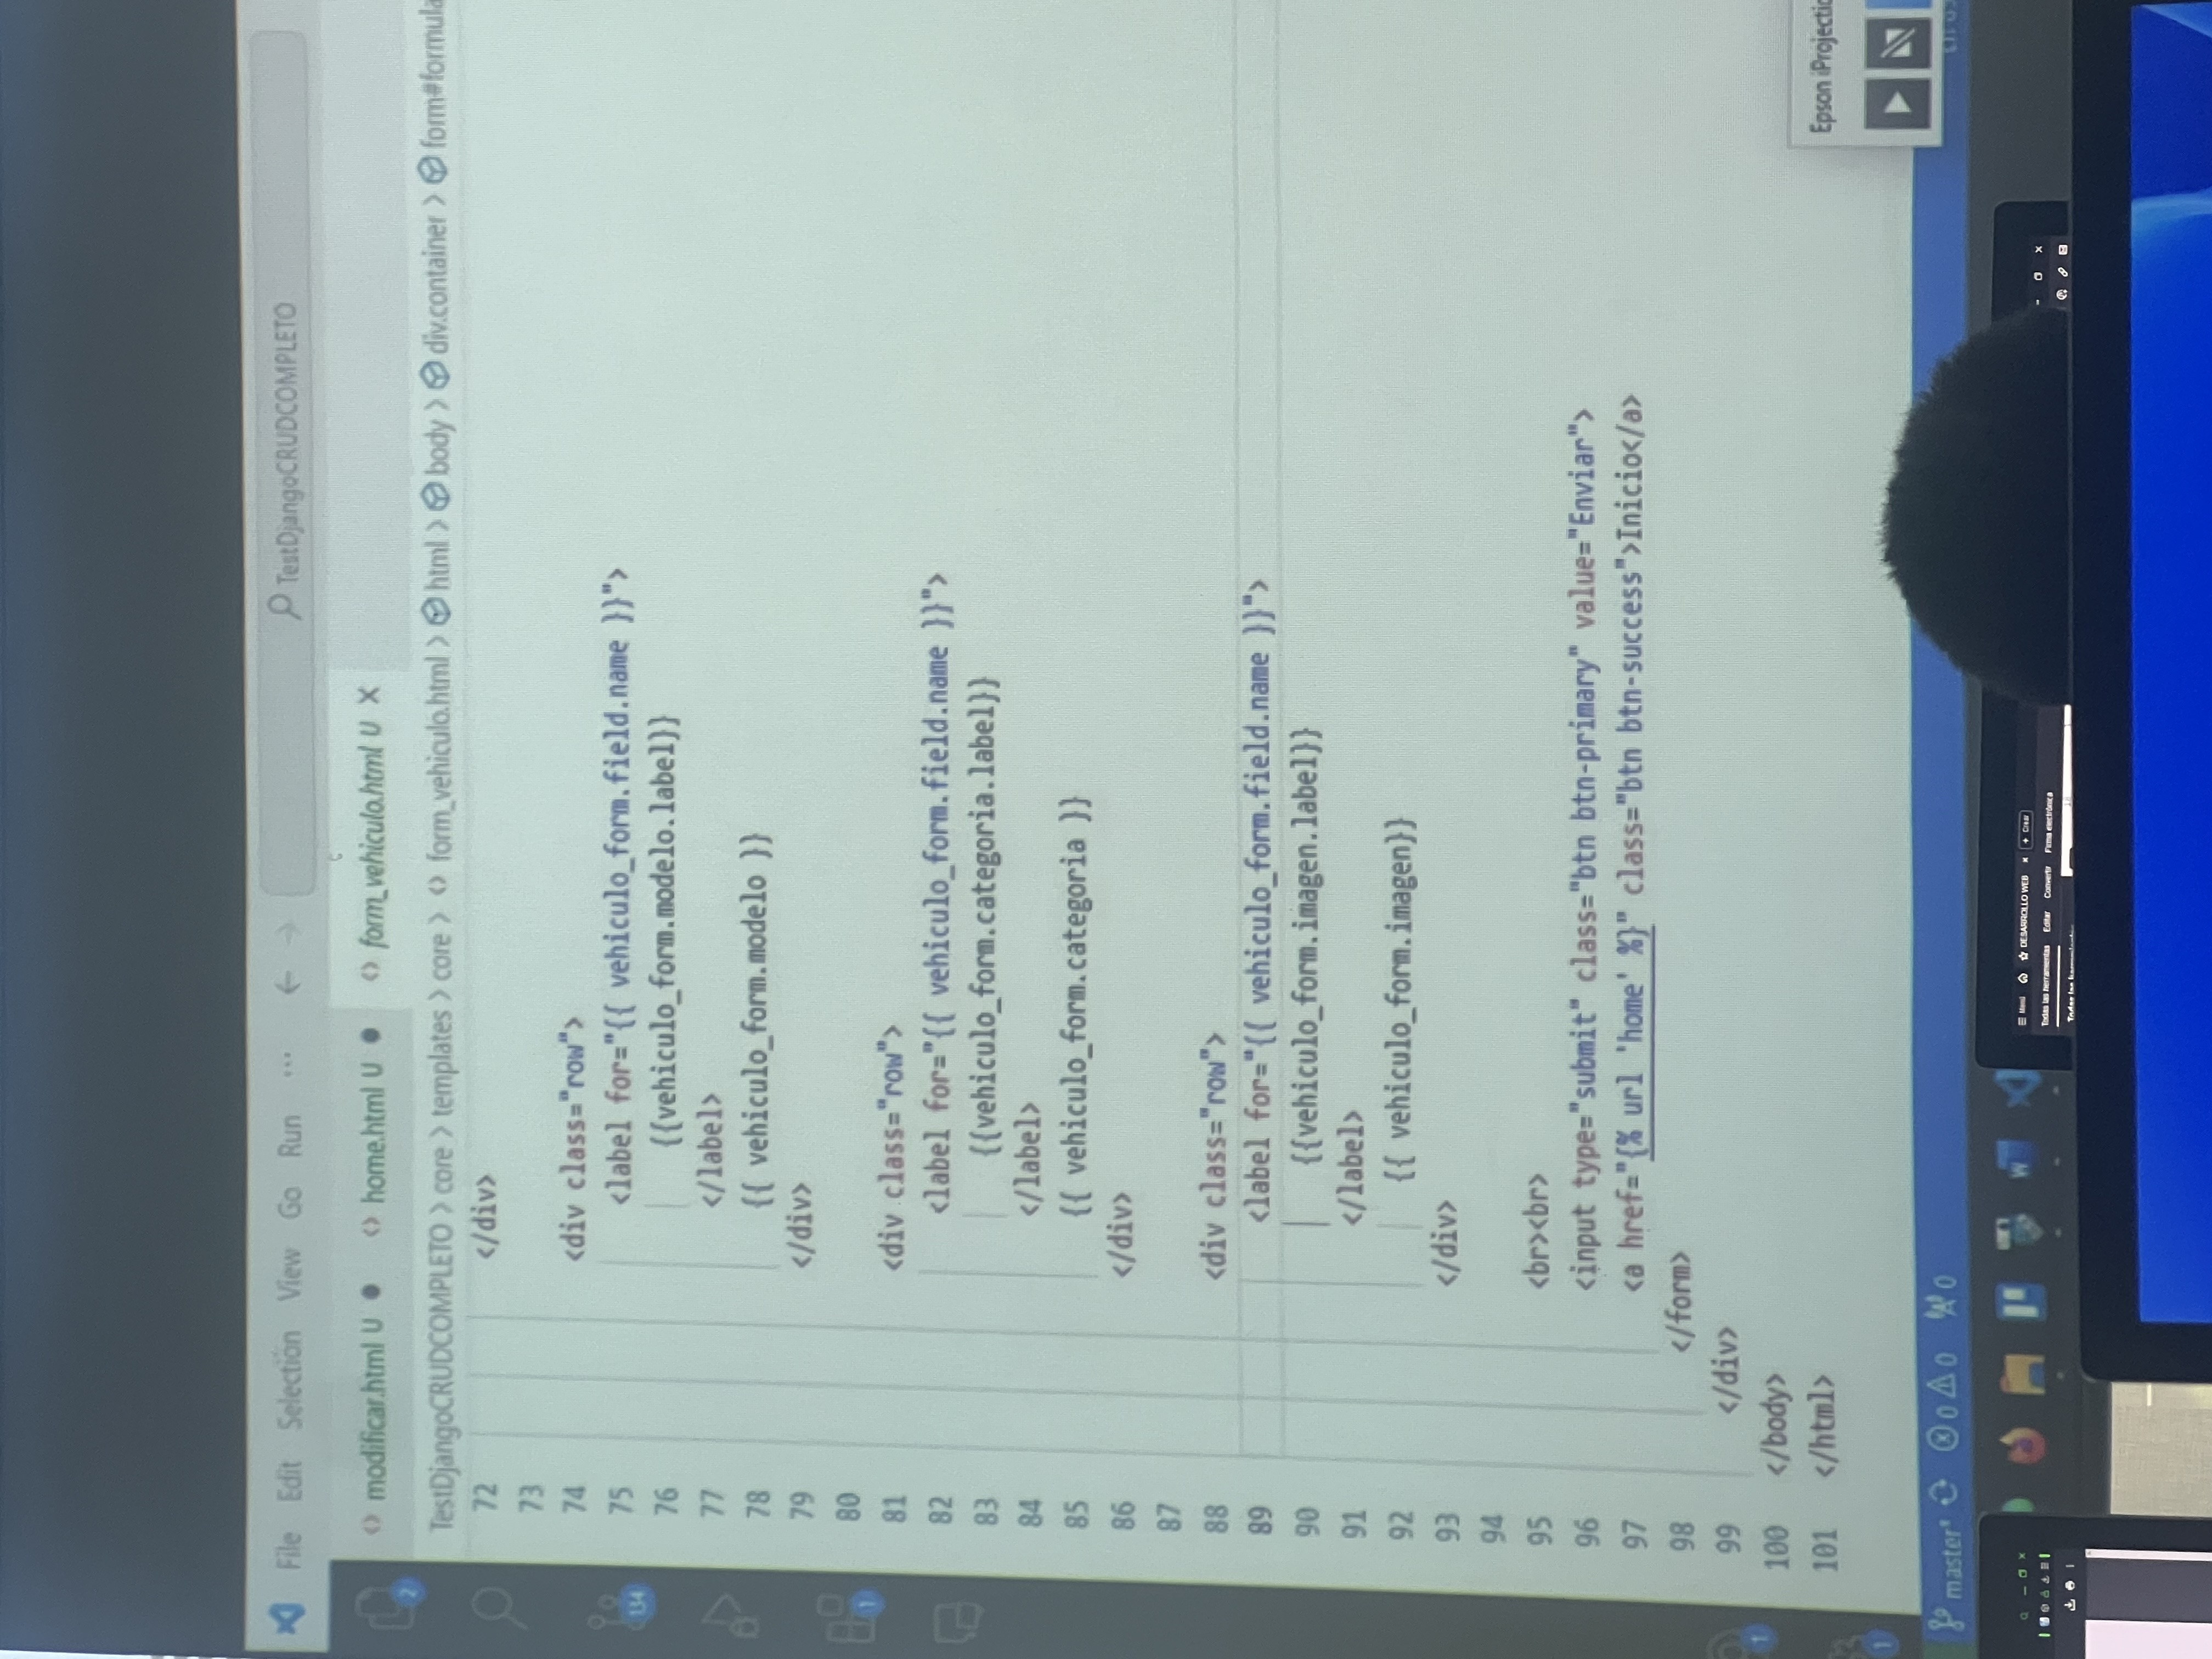 File Edit Selection View Go Run ··· ← → TestDjangoCRUDCOMPLETO
modificar.html U home.html U form_vehiculo.html U
TestDjangoCRUDCOMPLETO > core > templates > core > form_vehiculo.html > html > body > div.container > form#formula
72 </div>
73
74 <div class="row">
75 <label for="{{ vehiculo_form.field.name }}">
76 {{vehiculo_form.modelo.label}}
77 </label>
78 {{ vehiculo_form.modelo }}
79 </div>
80
81 <div class="row">
82 <label for="{{ vehiculo_form.field.name }}">
83 {{vehiculo_form.categoria.label}}
84 </label>
85 {{ vehiculo_form.categoria }}
86 </div>
87
88 <div class="row">
89 <label for="{{ vehiculo_form.field.name }}">
90 {{vehiculo_form.imagen.label}}
91 </label>
92 {{ vehiculo_form.imagen}}
93 </div>
94
95 <br><br>
96 <input type="submit" class="btn btn-primary" value="Enviar">
97 <a href="{% url 'home' %}" class="btn btn-success">Inicio</a>
98 </form>
99 </div>
100 </body>
101 </html>
2
134
1
1
1
Epson iProjectio
master* 0 0 0
Menú DESARROLLO WEB + Crear
Todas las herramientas Editar Convertir Firma electrónica